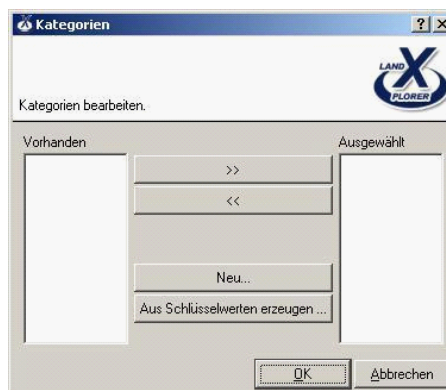 Kategorien
LAND
X
PLORER
Kategorien bearbeiten.
Vorhanden
Ausgewählt
>>
<<
Neu...
Aus Schlüsselwerten erzeugen ...
OK
Abbrechen